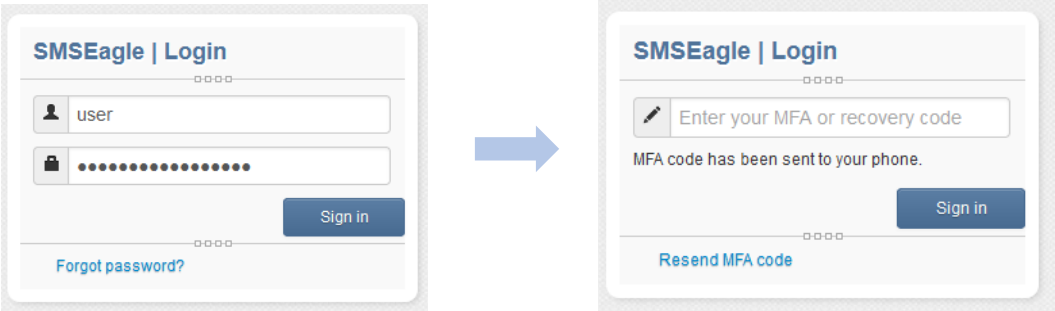 SMSEagle | Login
user
•••••••••••••••••
Sign in
Forgot password?
SMSEagle | Login
Enter your MFA or recovery code
MFA code has been sent to your phone.
Sign in
Resend MFA code